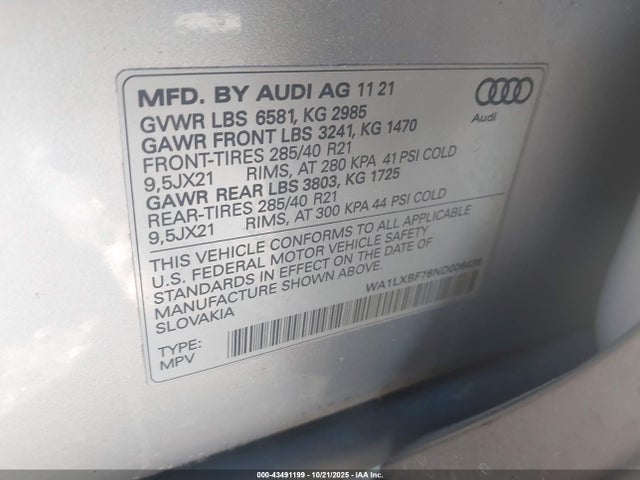 MFD. BY AUDI AG 11 21
GVWR LBS 6581, KG 2985
GAWR FRONT LBS 3241, KG 1470
FRONT-TIRES 285/40 R21
9,5JX21 RIMS, AT 280 KPA 41 PSI COLD
GAWR REAR LBS 3803, KG 1725
REAR-TIRES 285/40 R21
9,5JX21 RIMS, AT 300 KPA 44 PSI COLD
Audi
THIS VEHICLE CONFORMS TO ALL APPLICABLE
U.S. FEDERAL MOTOR VEHICLE SAFETY
STANDARDS IN EFFECT ON THE DATE OF
MANUFACTURE SHOWN ABOVE.
SLOVAKIA
TYPE:
MPV
000-43491199 - 10/21/2025 - IAA Inc.